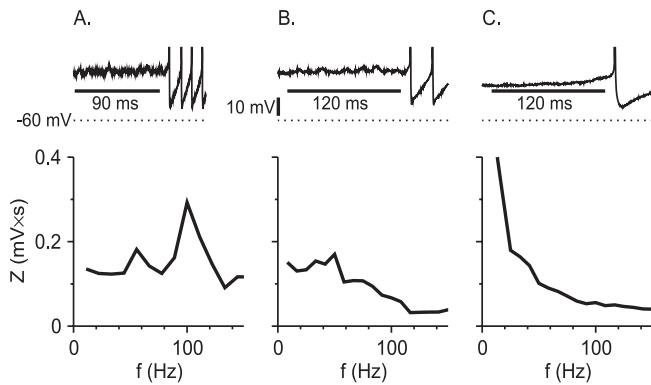 A. B. C.
90 ms 120 ms 120 ms
10 mV
-60 mV
0.4
0.2
0
Z (mV×s)
0 100 0 100 0 100
f (Hz) f (Hz) f (Hz)